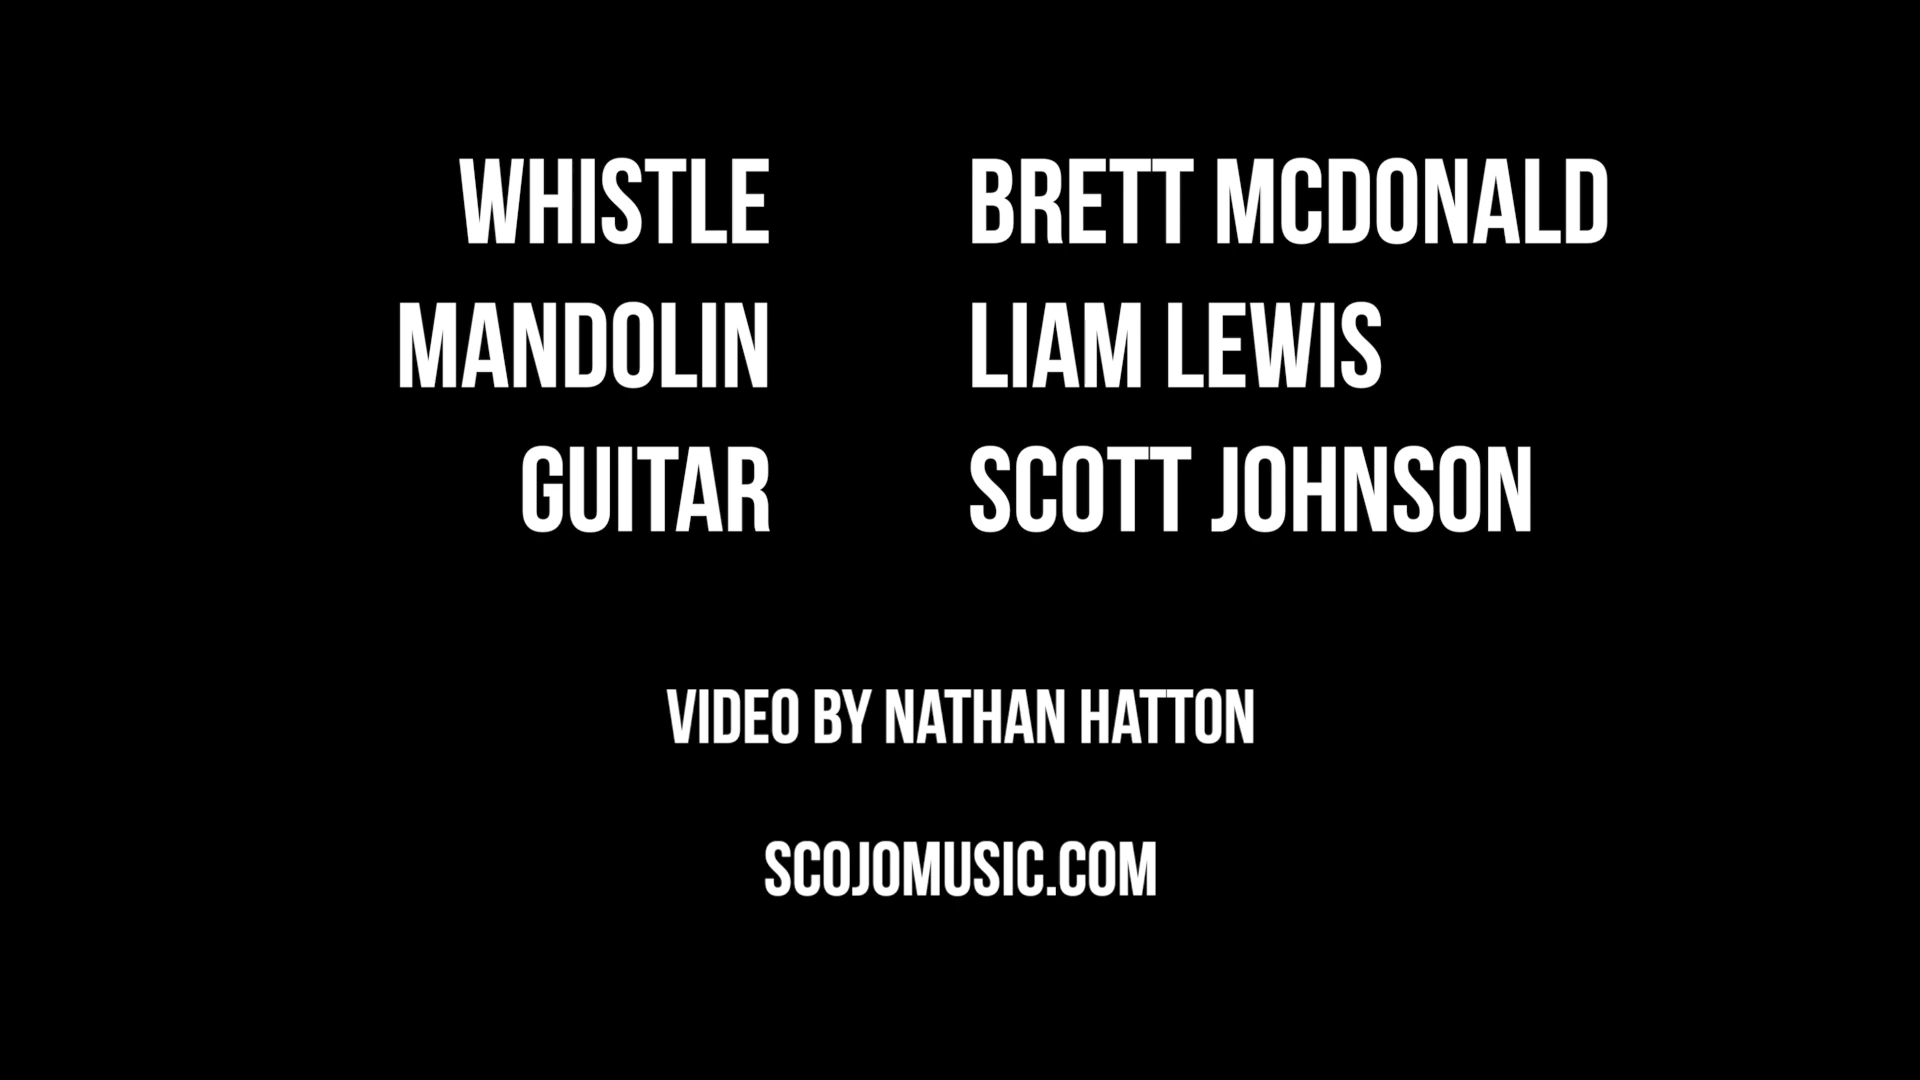 WHISTLE BRETT MCDONALD
MANDOLIN LIAM LEWIS
GUITAR SCOTT JOHNSON
VIDEO BY NATHAN HATTON
SCOJOMUSIC.COM